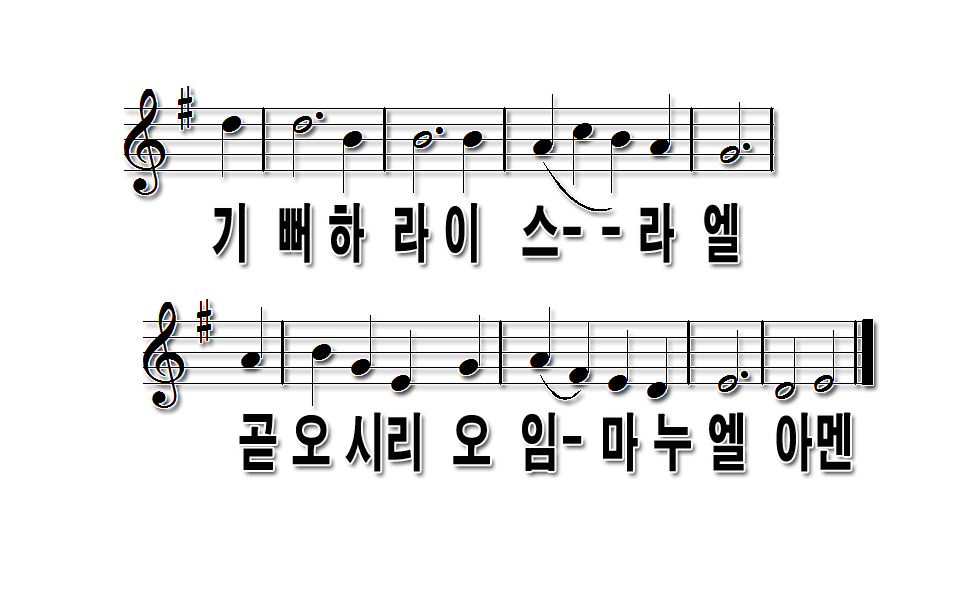 기 뻐 하 라 이 스- - 라 엘
곧 오 시 리 오 임- 마 누 엘 아멘